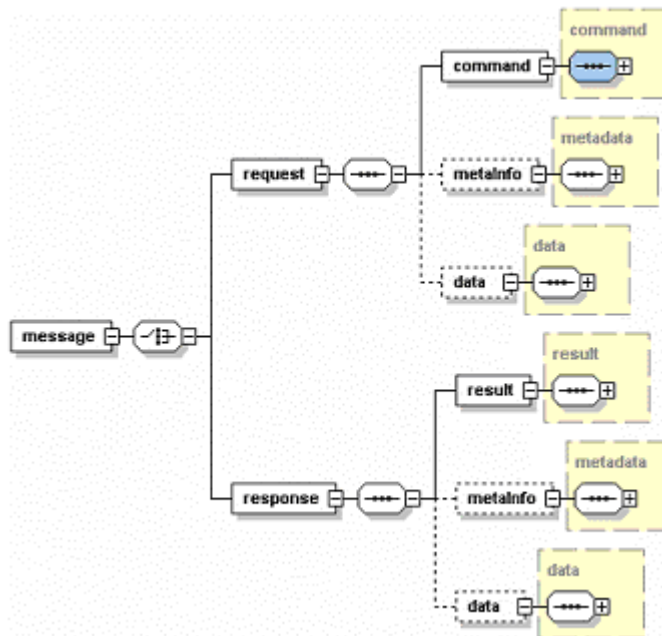 command
command
metadata
request
metaInfo
data
data
message
result
result
metadata
response
metaInfo
data
data